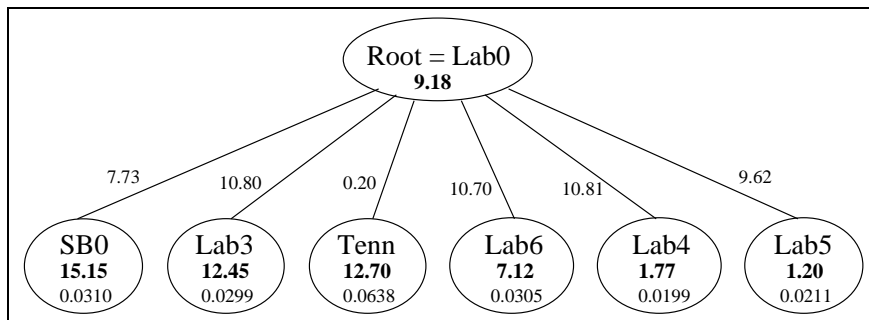 Root = Lab0
9.18
7.73 10.80 0.20 10.70 10.81 9.62
SB0 Lab3 Tenn Lab6 Lab4 Lab5
15.15 12.45 12.70 7.12 1.77 1.20
0.0310 0.0299 0.0638 0.0305 0.0199 0.0211